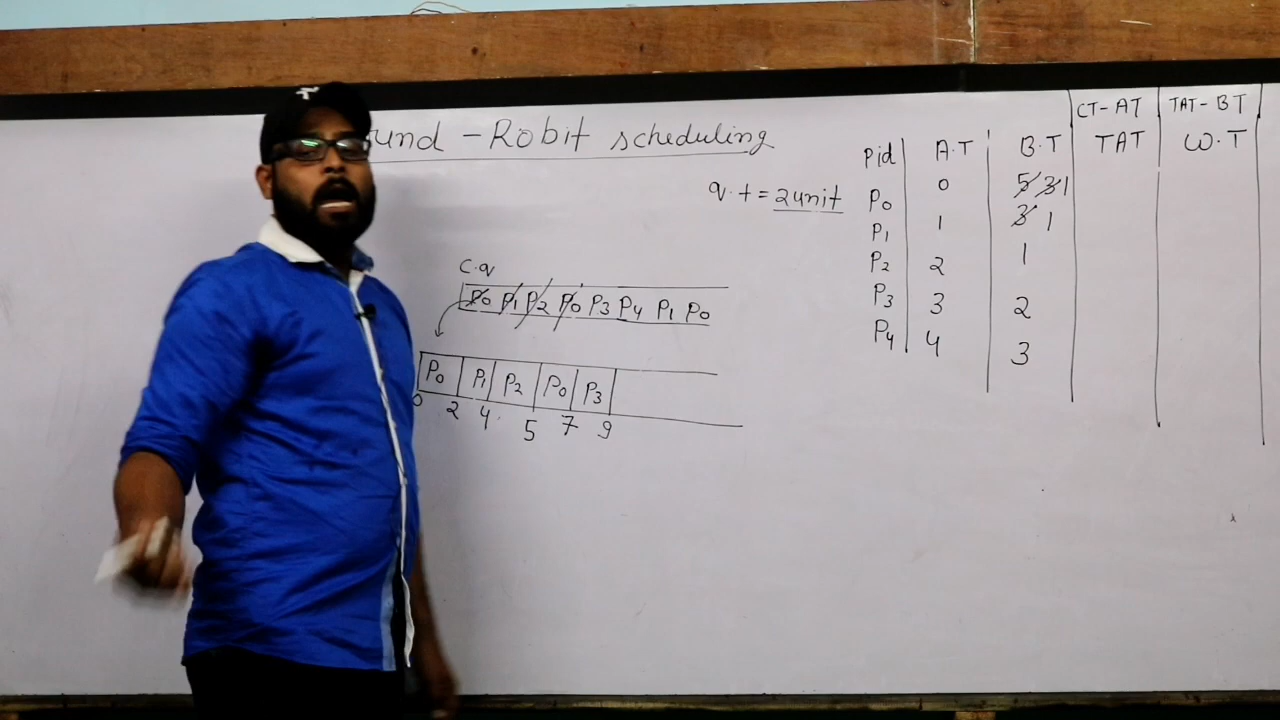 und - Robit scheduling
q.t = 2 unit
C.q
P0 P1 P2 P0 P3 P4 P1 P0
P0 P1 P2 P0 P3
0 2 4 5 7 9
CT-AT TAT-BT
Pid A.T B.T TAT W.T
P0 0 5 3 1
P1 1 3 1
P2 2 1
P3 3 2
P4 4 3